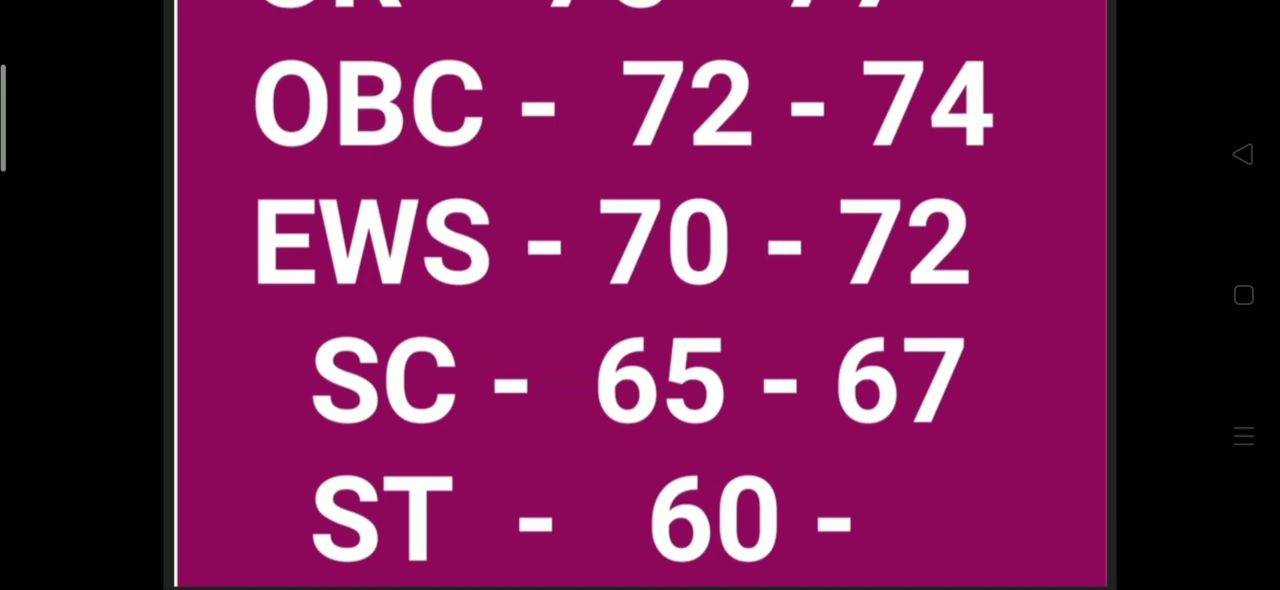 OBC - 72 - 74
EWS - 70 - 72
SC - 65 - 67
ST - 60 -